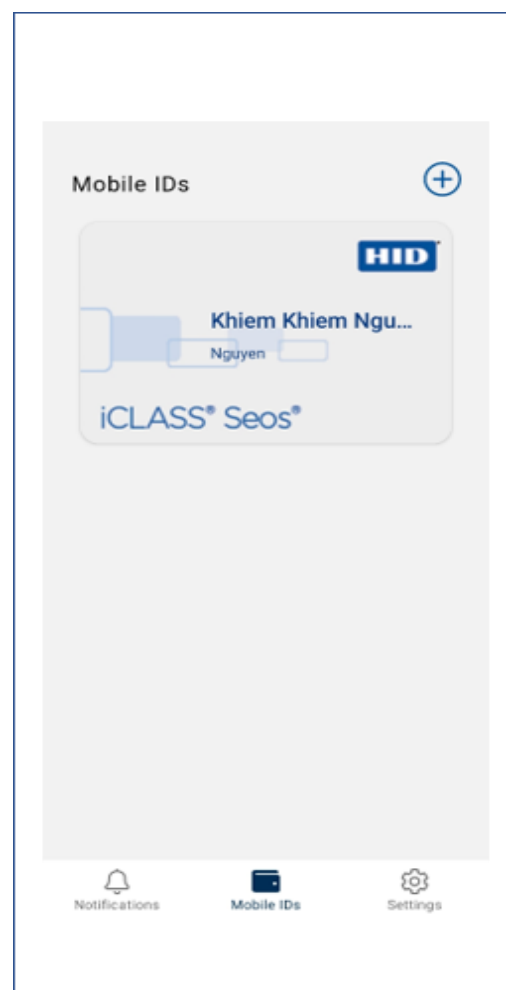 Mobile IDs
HID
Khiem Khiem Ngu...
Nguyen
iCLASS® Seos®
Notifications
Mobile IDs
Settings